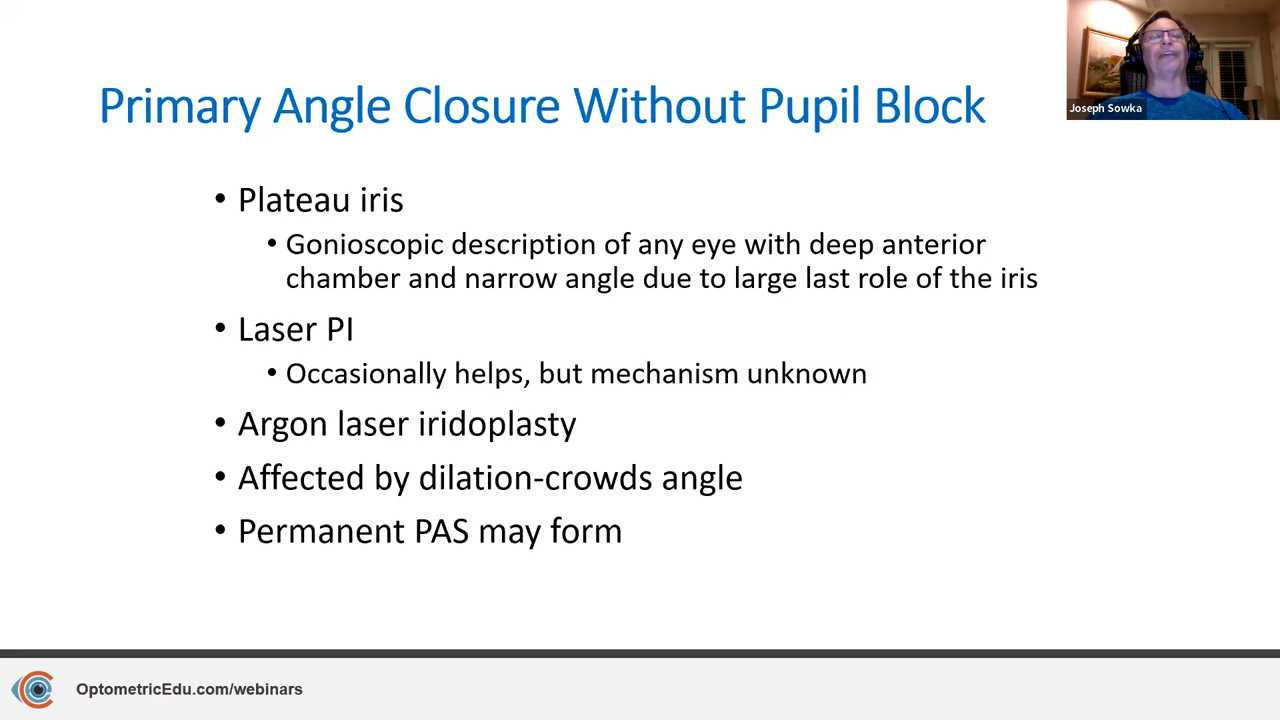 Primary Angle Closure Without Pupil Block
Joseph Sowka
• Plateau iris
• Gonioscopic description of any eye with deep anterior
chamber and narrow angle due to large last role of the iris
• Laser PI
• Occasionally helps, but mechanism unknown
• Argon laser iridoplasty
• Affected by dilation-crowds angle
• Permanent PAS may form
OptometricEdu.com/webinars